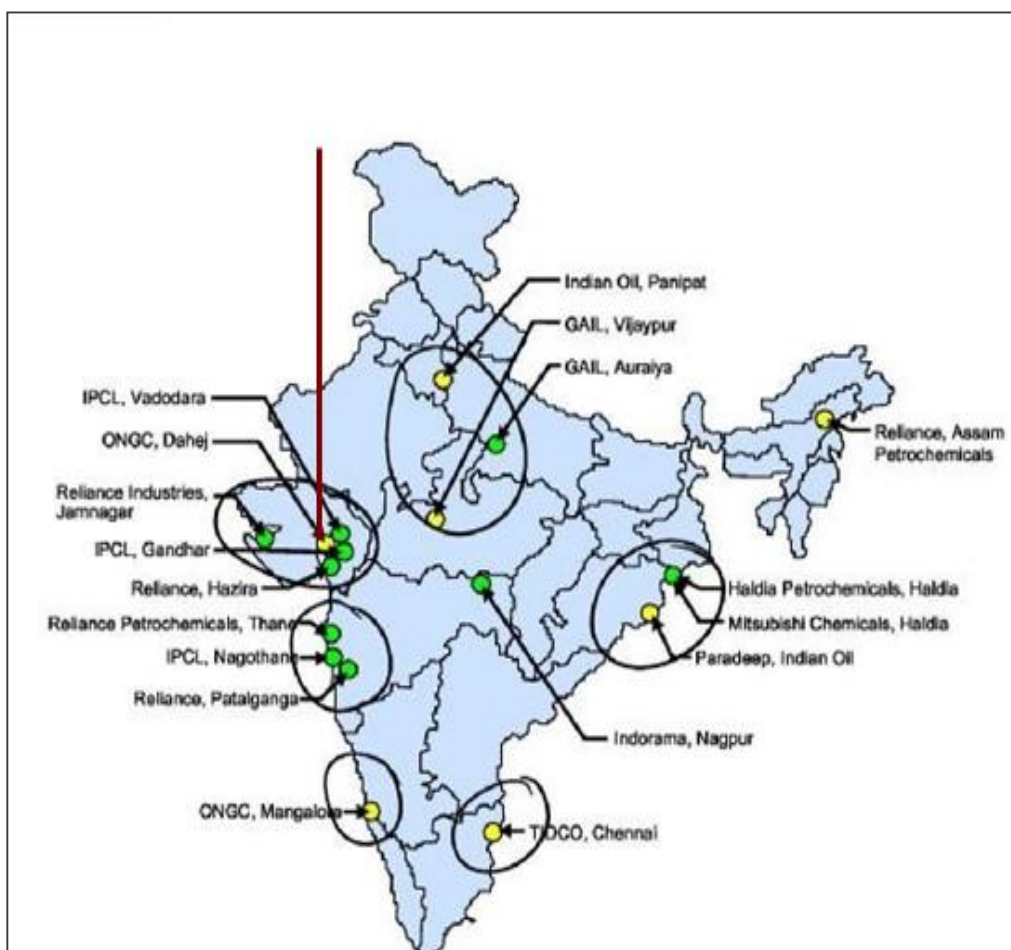 Indian Oil, Panipat
GAIL, Vijaypur
GAIL, Auraiya
IPCL, Vadodara
ONGC, Dahej
Reliance Industries,
Jamnagar
IPCL, Gandhar
Reliance, Hazira
Reliance Petrochemicals, Thane
IPCL, Nagothane
Reliance, Patalganga
ONGC, Mangalore
Reliance, Assam
Petrochemicals
Haldia Petrochemicals, Haldia
Mitsubishi Chemicals, Haldia
Paradeep, Indian Oil
Indorama, Nagpur
TIDCO, Chennai